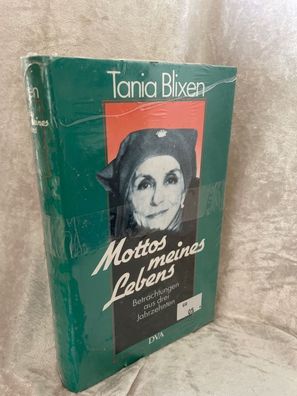 Tania Blixen
Mottos
meines
Lebens
Betrachtungen
aus drei
Jahrzehnten
DVA